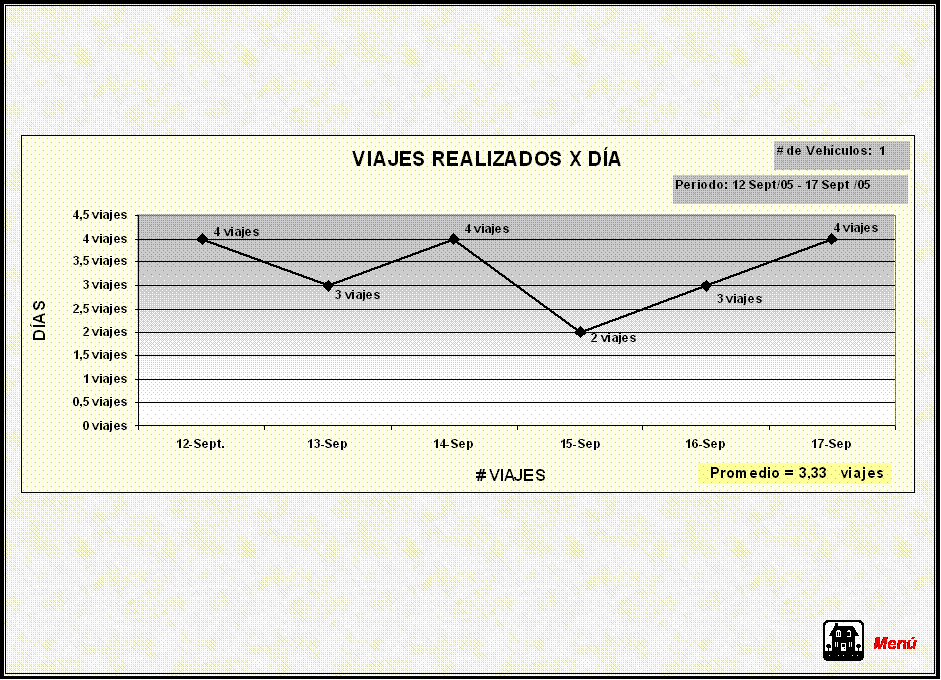 VIAJES REALIZADOS X DÍA
# de Vehículos: 1
Periodo: 12 Sept/05 - 17 Sept /05
4,5 viajes
4 viajes
3,5 viajes
3 viajes
2,5 viajes
2 viajes
1,5 viajes
1 viajes
0,5 viajes
0 viajes
DÍAS
4 viajes
3 viajes
4 viajes
2 viajes
3 viajes
4 viajes
12-Sept.
13-Sep
14-Sep
15-Sep
16-Sep
17-Sep
# VIAJES
Promedio = 3,33 viajes
Menú